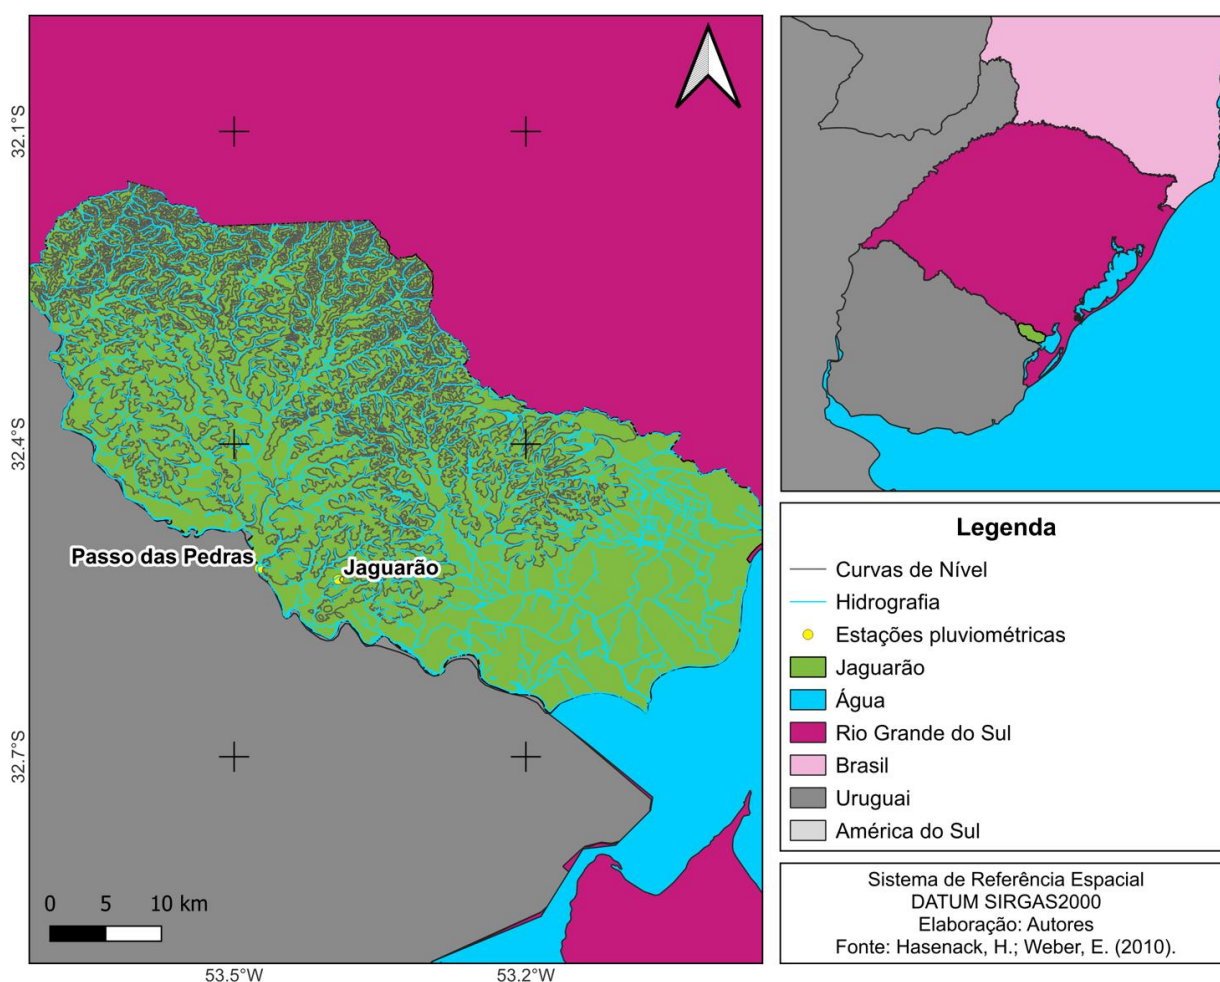 32.1°S
32.4°S
32.7°S
Passo das Pedras
Jaguarão
0 5 10 km
53.5°W 53.2°W
Legenda
Curvas de Nível
Hidrografia
Estações pluviométricas
Jaguarão
Água
Rio Grande do Sul
Brasil
Uruguai
América do Sul
Sistema de Referência Espacial
DATUM SIRGAS2000
Elaboração: Autores
Fonte: Hasenack, H.; Weber, E. (2010).